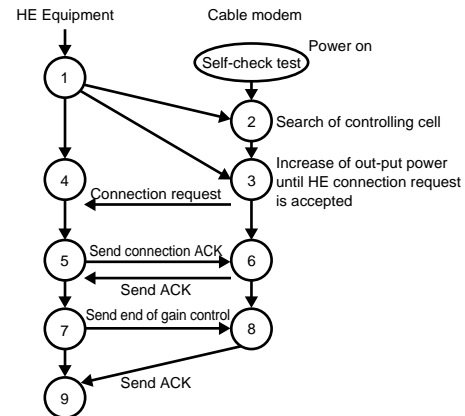 HE Equipment
Cable modem
Power on
Self-check test
1
2
Search of controlling cell
Increase of out-put power
until HE connection request
is accepted
4
3
Connection request
Send connection ACK
5
6
Send ACK
Send end of gain control
7
8
Send ACK
9